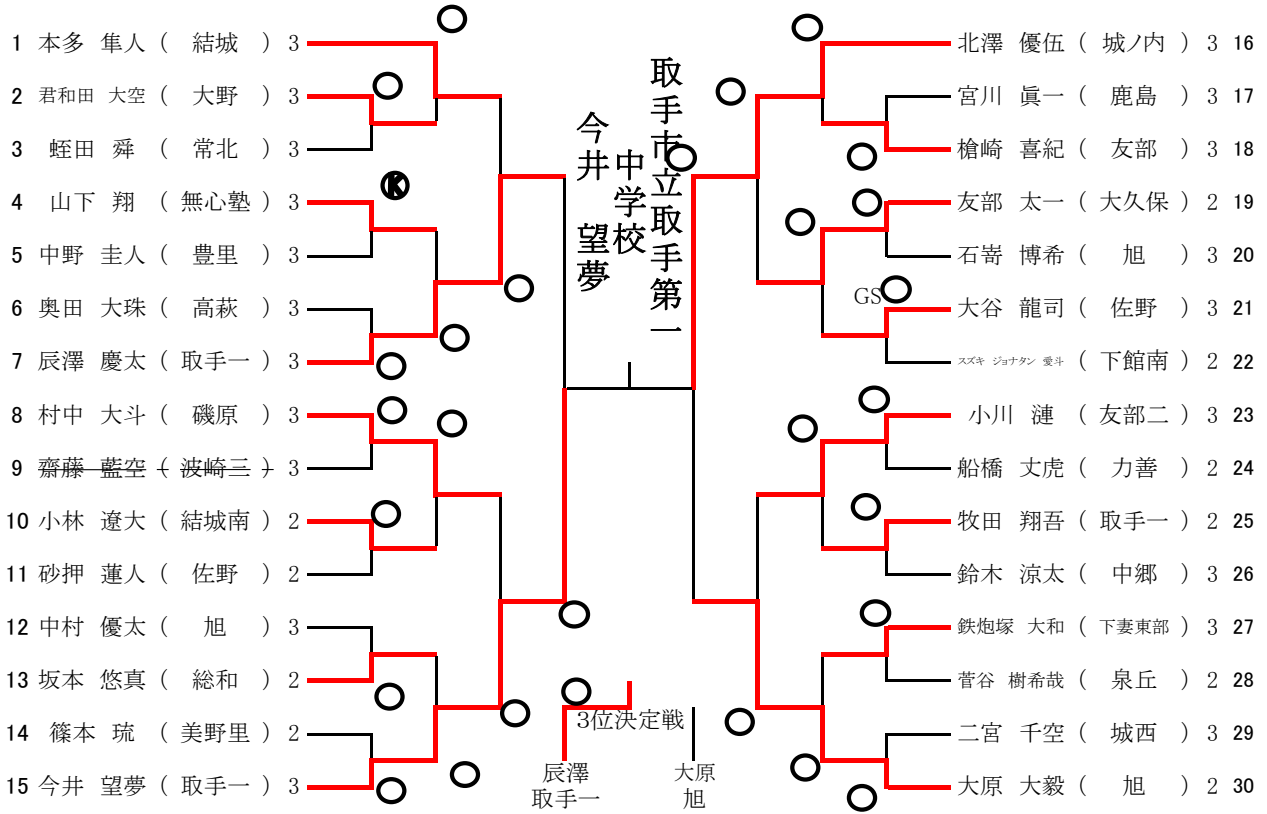 1 本多 隼人 ( 結城 ) 3
2 君和田 大空 ( 大野 ) 3
3 蛭田 舜 ( 常北 ) 3
4 山下 翔 ( 無心塾 ) 3
5 中野 圭人 ( 豊里 ) 3
6 奥田 大珠 ( 高萩 ) 3
7 辰澤 慶太 ( 取手一 ) 3
8 村中 大斗 ( 磯原 ) 3
9 齋藤 藍空 ( 波崎三 ) 3
10 小林 遼大 ( 結城南 ) 2
11 砂押 蓮人 ( 佐野 ) 2
12 中村 優太 ( 旭 ) 3
13 坂本 悠真 ( 総和 ) 2
14 篠本 琉 ( 美野里 ) 2
15 今井 望夢 ( 取手一 ) 3
K
取手市立取手第一
中学校
今井 望夢
3位決定戦
辰澤
取手一
大原
旭
北澤 優伍 ( 城ノ内 ) 3 16
宮川 眞一 ( 鹿島 ) 3 17
槍崎 喜紀 ( 友部 ) 3 18
友部 太一 ( 大久保 ) 2 19
石嵜 博希 ( 旭 ) 3 20
GS
大谷 龍司 ( 佐野 ) 3 21
スズキ ジョナタン 愛斗 ( 下館南 ) 2 22
小川 漣 ( 友部二 ) 3 23
船橋 丈虎 ( 力善 ) 2 24
牧田 翔吾 ( 取手一 ) 2 25
鈴木 涼太 ( 中郷 ) 3 26
鉄炮塚 大和 ( 下妻東部 ) 3 27
菅谷 樹希哉 ( 泉丘 ) 2 28
二宮 千空 ( 城西 ) 3 29
大原 大毅 ( 旭 ) 2 30